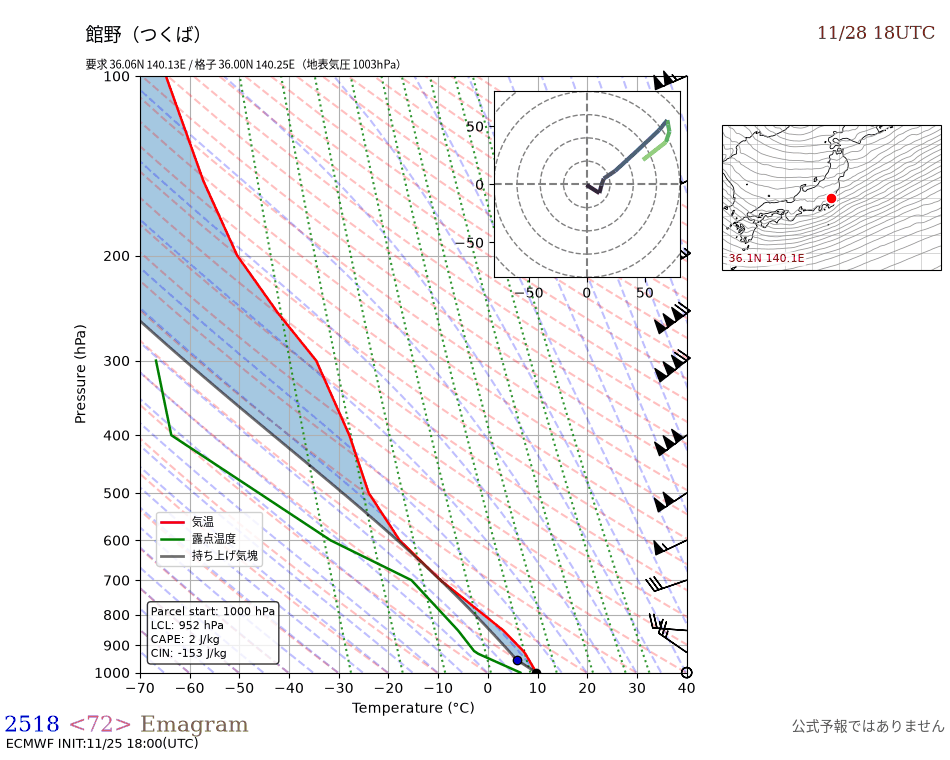 館野（つくば）
11/28 18UTC
要求 36.06N 140.13E / 格子 36.00N 140.25E（地表気圧 1003hPa）
100
200
300
400
500
600
700
800
900
1000
Pressure (hPa)
50
0
−50
−50 0 50
36.1N 140.1E
気温
露点温度
持ち上げ気塊
Parcel start: 1000 hPa
LCL: 952 hPa
CAPE: 2 J/kg
CIN: -153 J/kg
−70 −60 −50 −40 −30 −20 −10 0 10 20 30 40
Temperature (°C)
2518 <72> Emagram
公式予報ではありません
ECMWF INIT:11/25 18:00(UTC)